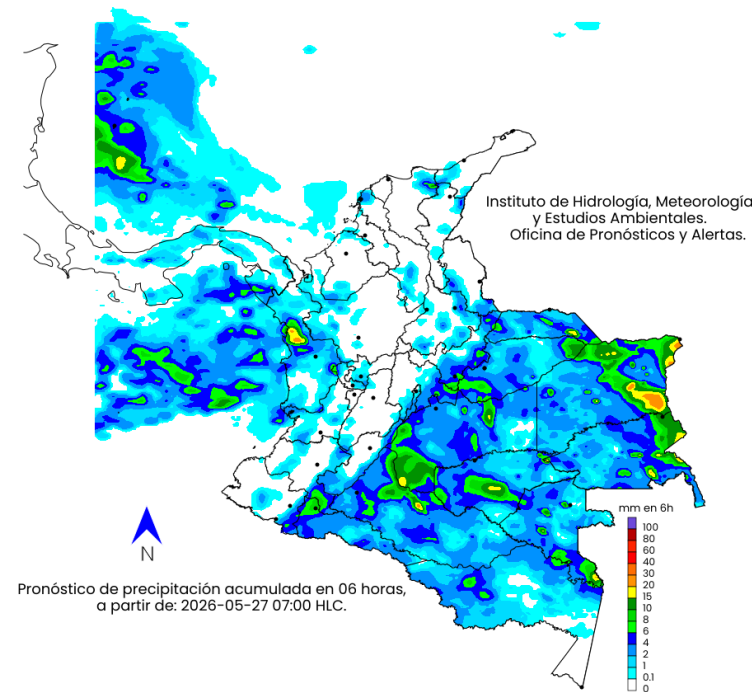 Instituto de Hidrología, Meteorología
y Estudios Ambientales.
Oficina de Pronósticos y Alertas.
mm en 6h
100
80
60
40
30
20
15
10
8
6
4
2
1
0.1
0
N
Pronóstico de precipitación acumulada en 06 horas,
a partir de: 2026-05-27 07:00 HLC.